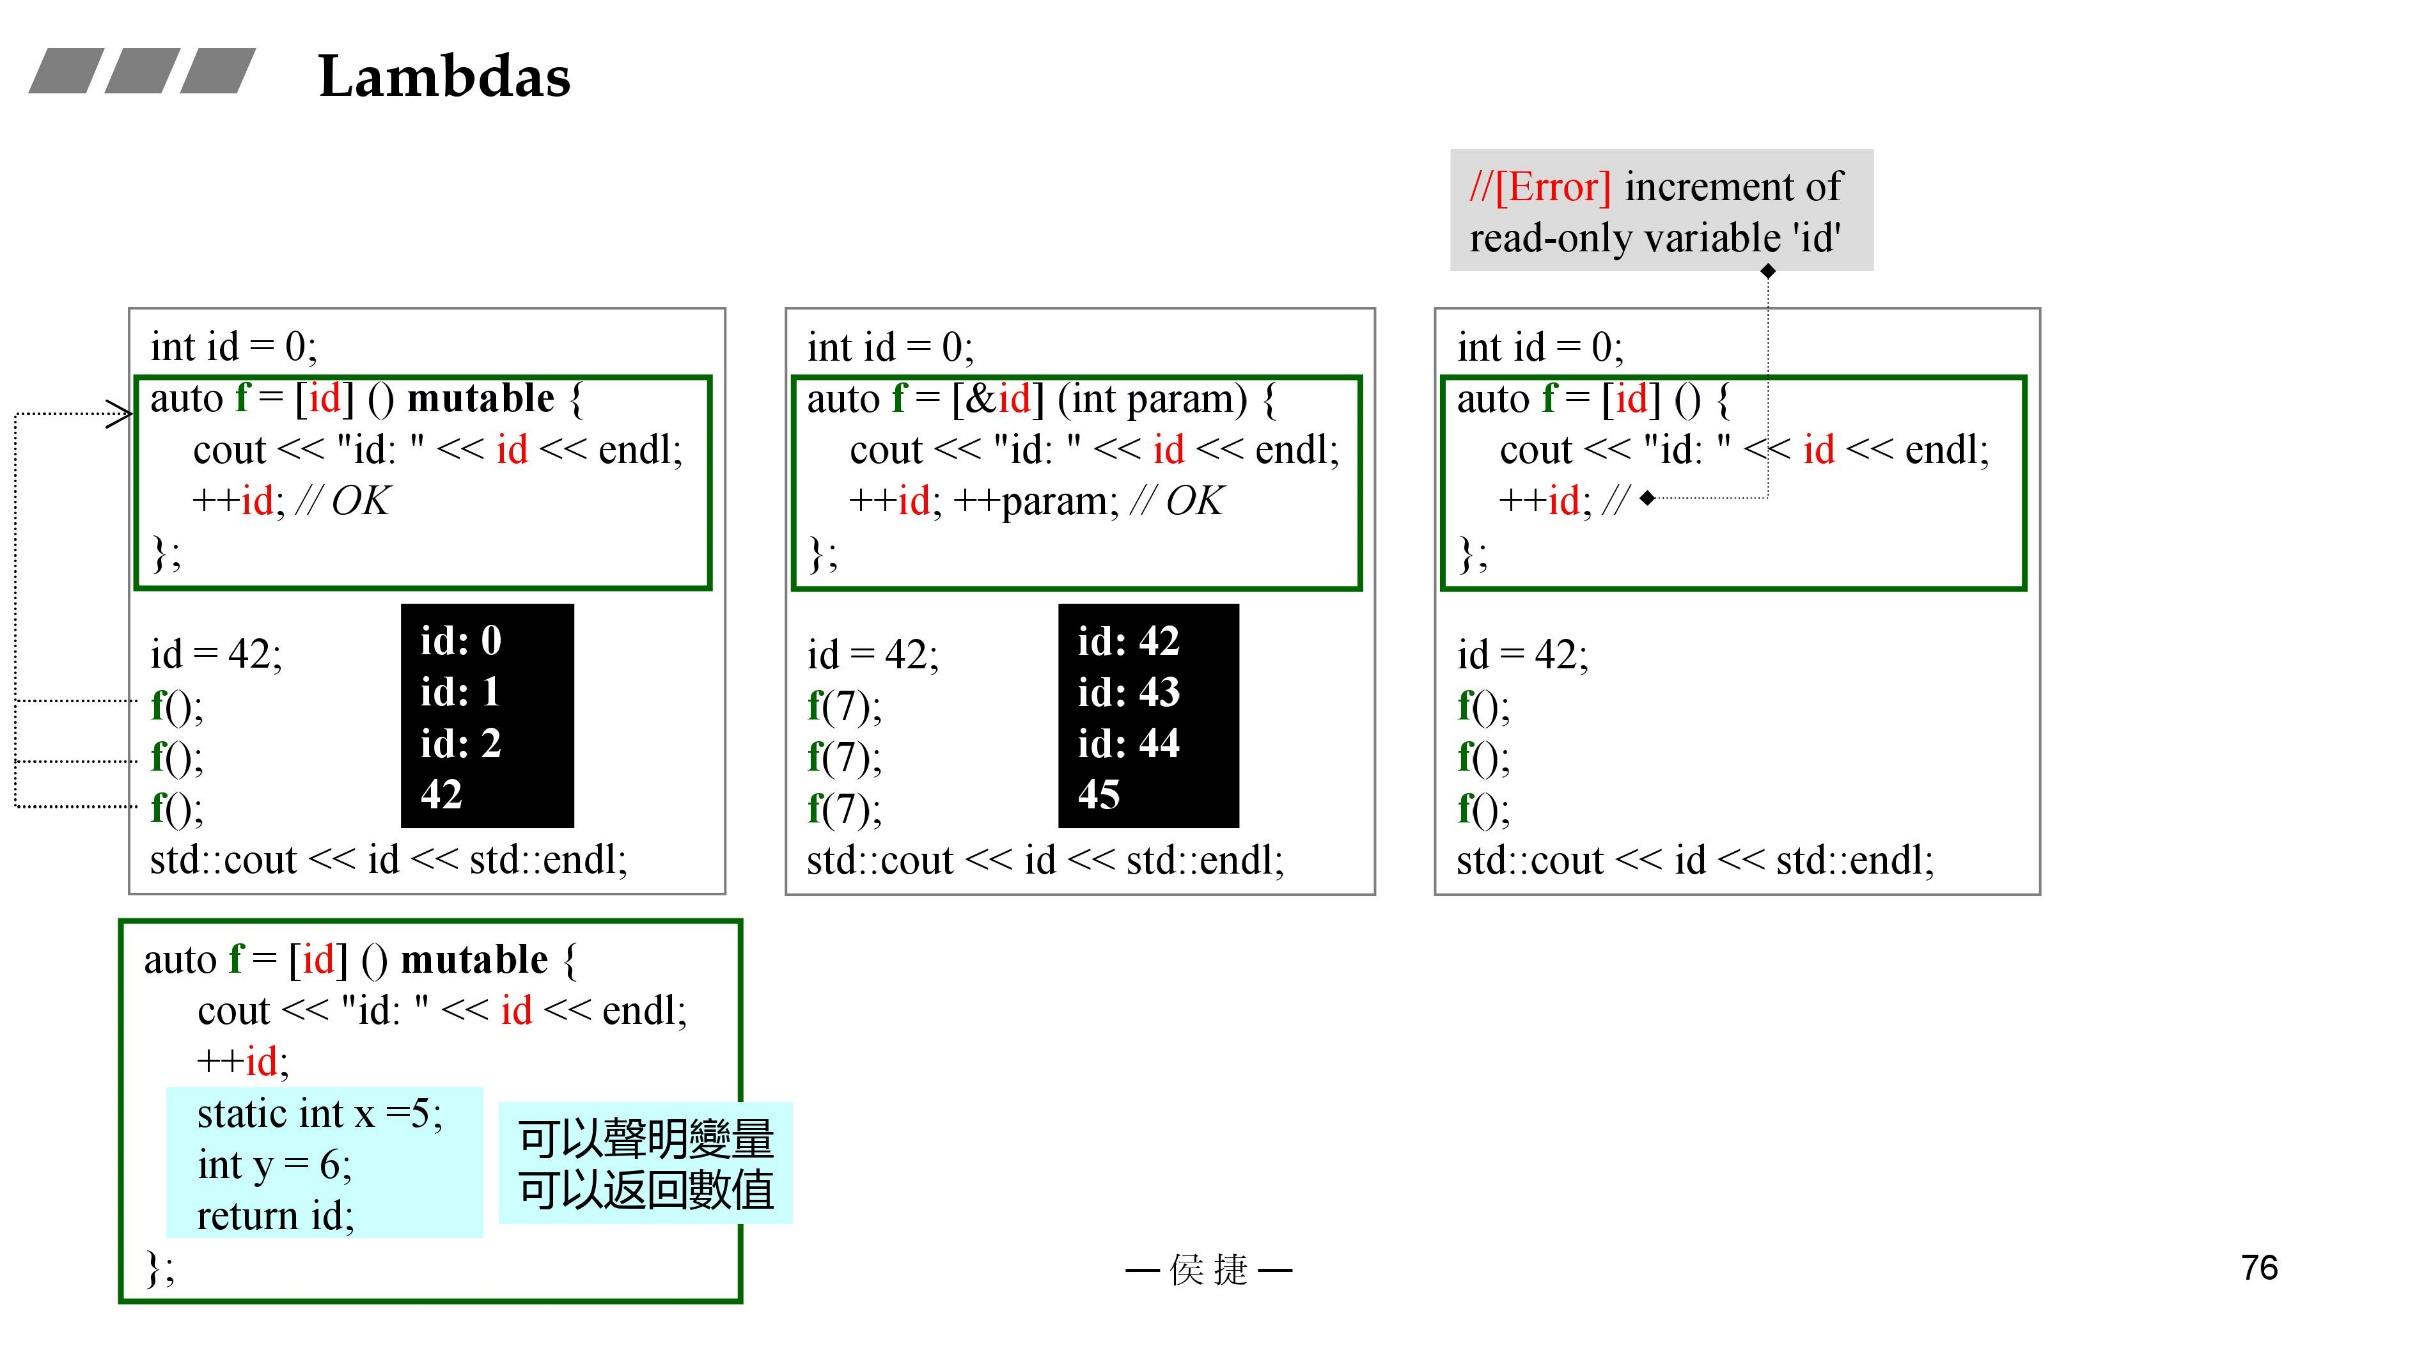 Lambdas
//[Error] increment of
read-only variable 'id'
int id = 0;
auto f = [id] () mutable {
cout << "id: " << id << endl;
++id; // OK
};
id = 42;
f();
f();
f();
std::cout << id << std::endl;
id: 0
id: 1
id: 2
42
int id = 0;
auto f = [&id] (int param) {
cout << "id: " << id << endl;
++id; ++param; // OK
};
id = 42;
f(7);
f(7);
f(7);
std::cout << id << std::endl;
id: 42
id: 43
id: 44
45
int id = 0;
auto f = [id] () {
cout << "id: " << id << endl;
++id; //
};
id = 42;
f();
f();
f();
std::cout << id << std::endl;
auto f = [id] () mutable {
cout << "id: " << id << endl;
++id;
static int x =5;
int y = 6;
return id;
};
可以聲明變量
可以返回數值
— 侯 捷 —
76